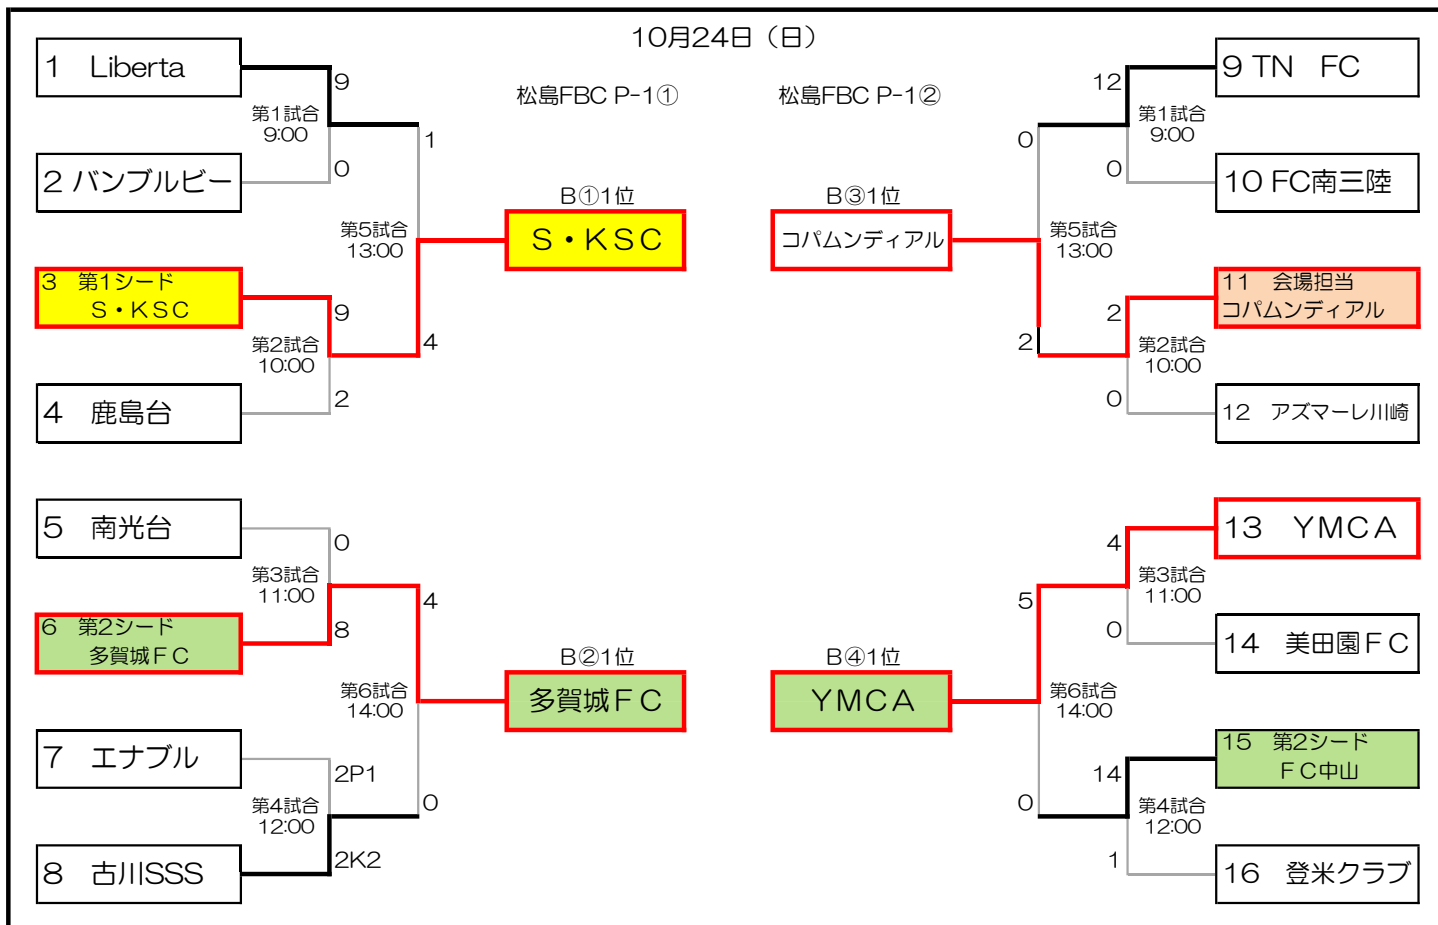 10月24日（日）
松島FBC P-1①
松島FBC P-1②
1　Liberta
9
第1試合
9:00
0
2 バンブルビー
1
第5試合
13:00
B①1位
S・KSC
3　第1シード
S・KSC
9
4
第2試合
10:00
2
4　鹿島台
5　南光台
0
第3試合
11:00
4
6　第2シード
多賀城FC
8
第6試合
14:00
B②1位
多賀城FC
7　エナブル
2P1
0
第4試合
12:00
2K2
8　古川SSS
9 TN　FC
12
第1試合
9:00
0
0
10 FC南三陸
B③1位
コパムンディアル
第5試合
13:00
11　会場担当
コパムンディアル
2
2
第2試合
10:00
0
12　アズマーレ川崎
13　YMCA
4
第3試合
11:00
5
0
14　美田園FC
B④1位
YMCA
第6試合
14:00
15　第2シード
FC中山
14
0
第4試合
12:00
1
16　登米クラブ